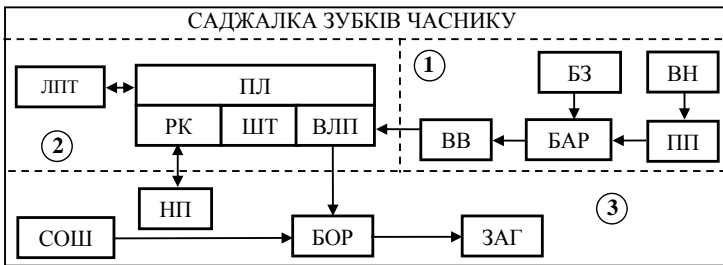 САДЖАЛКА ЗУБКІВ ЧАСНИКУ
1
БЗ ВН
ЛПТ ПЛ
РК ШТ ВЛП
ВВ БАР ПП
2
НП
3
СОШ БОР ЗАГ